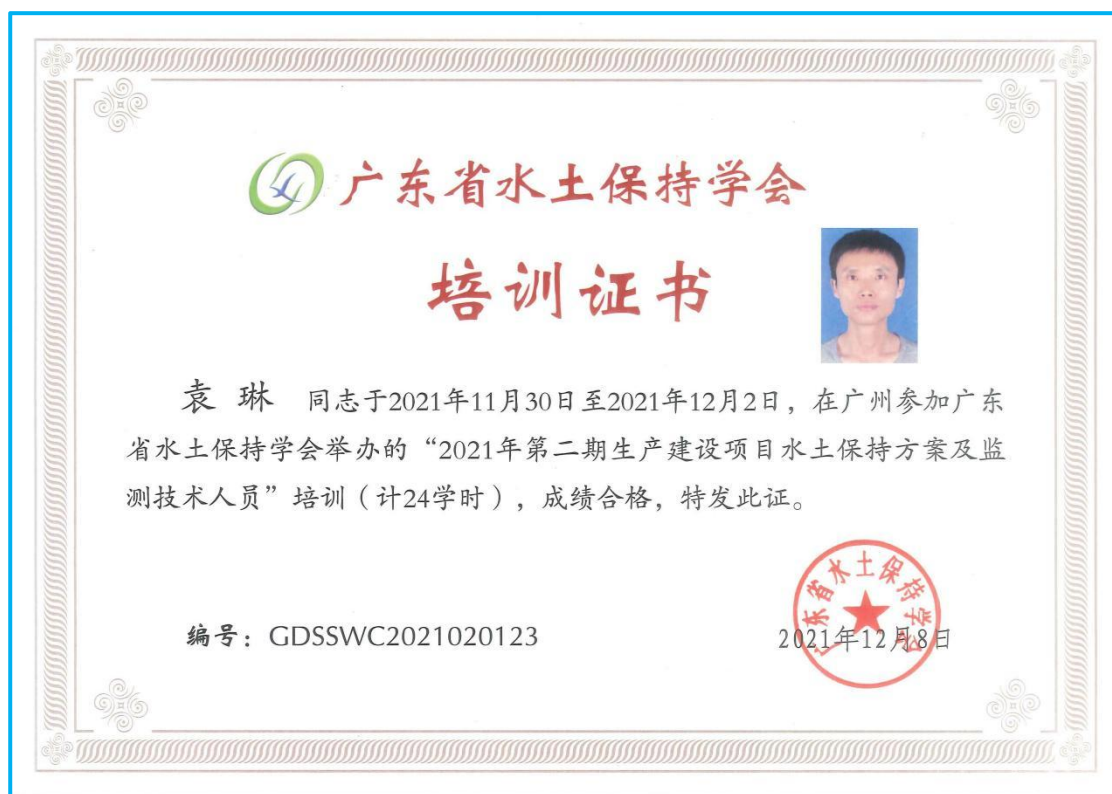 广东省水土保持学会
培训证书
袁琳 同志于2021年11月30日至2021年12月2日，在广州参加广东
省水土保持学会举办的“2021年第二期生产建设项目水土保持方案及监
测技术人员”培训（计24学时），成绩合格，特发此证。
广东省水土保持学会
编号：GDSSWC2021020123
2021年12月8日